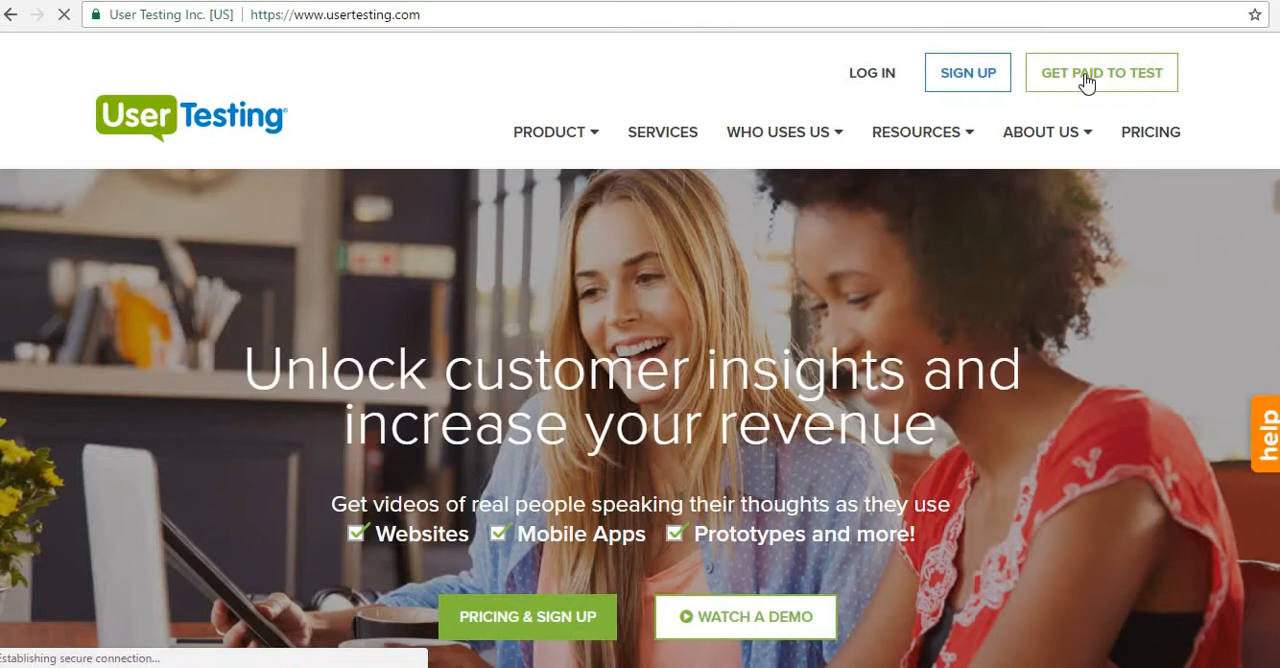 User Testing Inc. [US] https://www.usertesting.com
LOG IN SIGN UP GET PAID TO TEST
UserTesting®
PRODUCT SERVICES WHO USES US RESOURCES ABOUT US PRICING
Unlock customer insights and
increase your revenue
help
Get videos of real people speaking their thoughts as they use
Websites Mobile Apps Prototypes and more!
PRICING & SIGN UP WATCH A DEMO
Establishing secure connection...